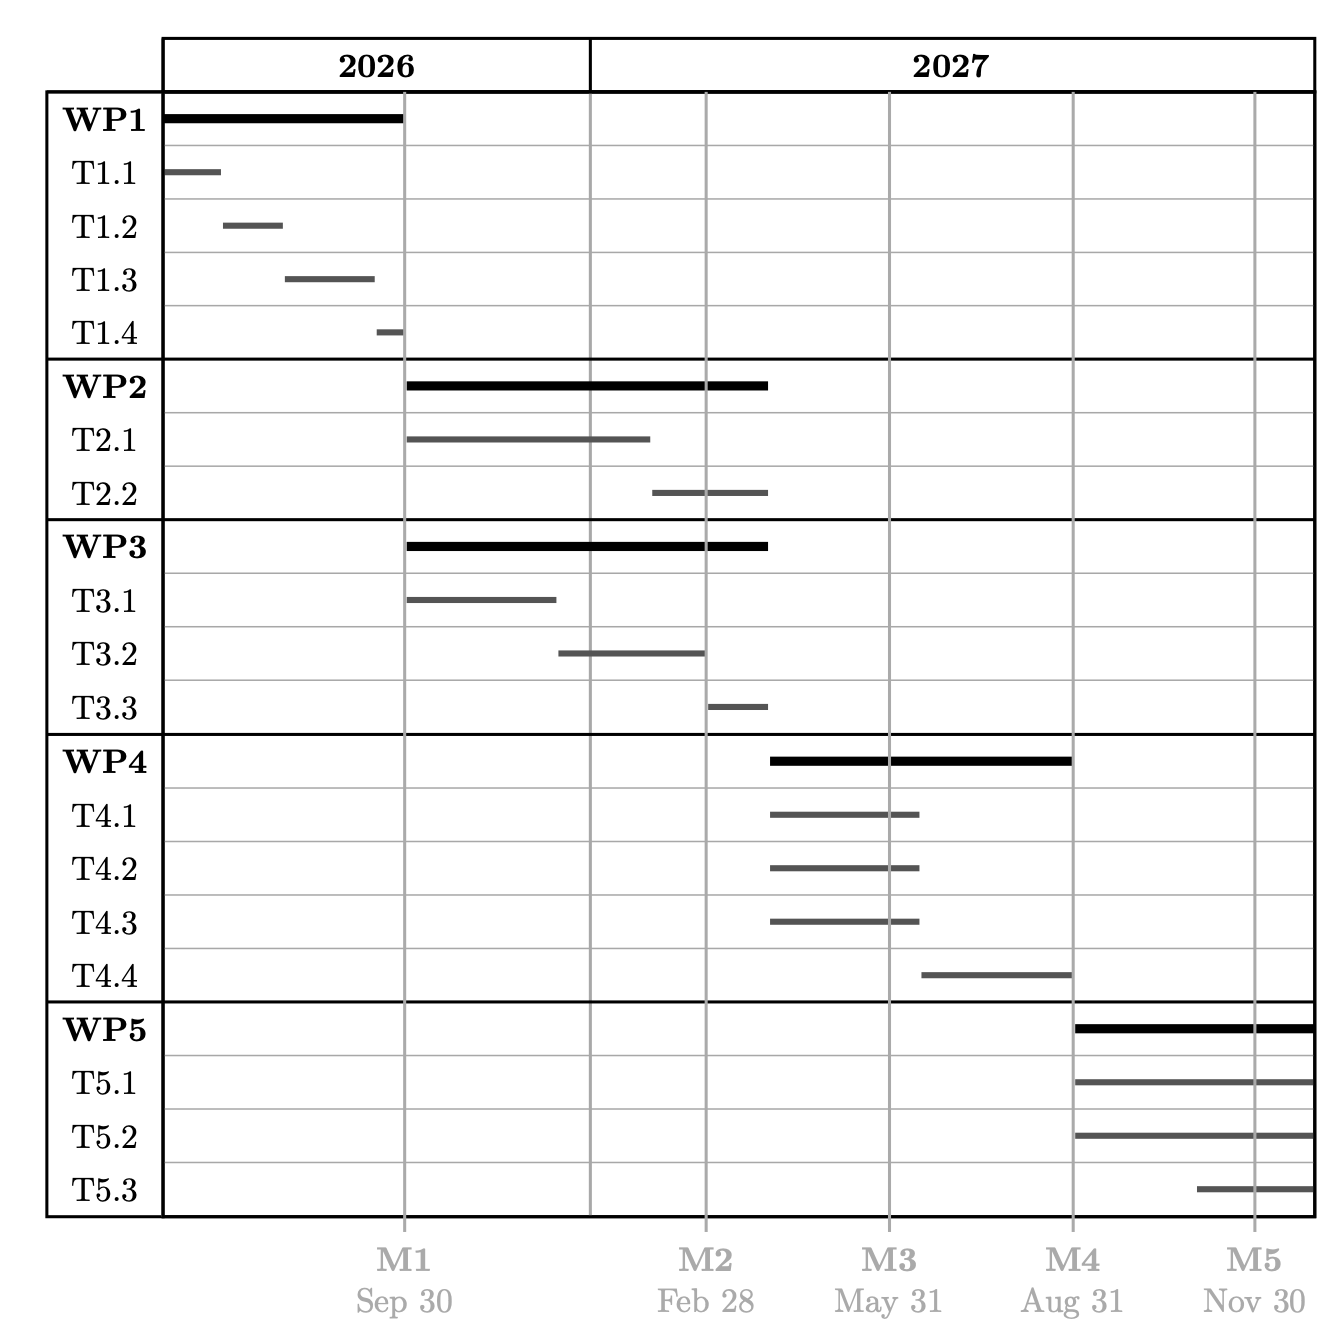 2026 2027
WP1
T1.1
T1.2
T1.3
T1.4
WP2
T2.1
T2.2
WP3
T3.1
T3.2
T3.3
WP4
T4.1
T4.2
T4.3
T4.4
WP5
T5.1
T5.2
T5.3
M1 M2 M3 M4 M5
Sep 30 Feb 28 May 31 Aug 31 Nov 30